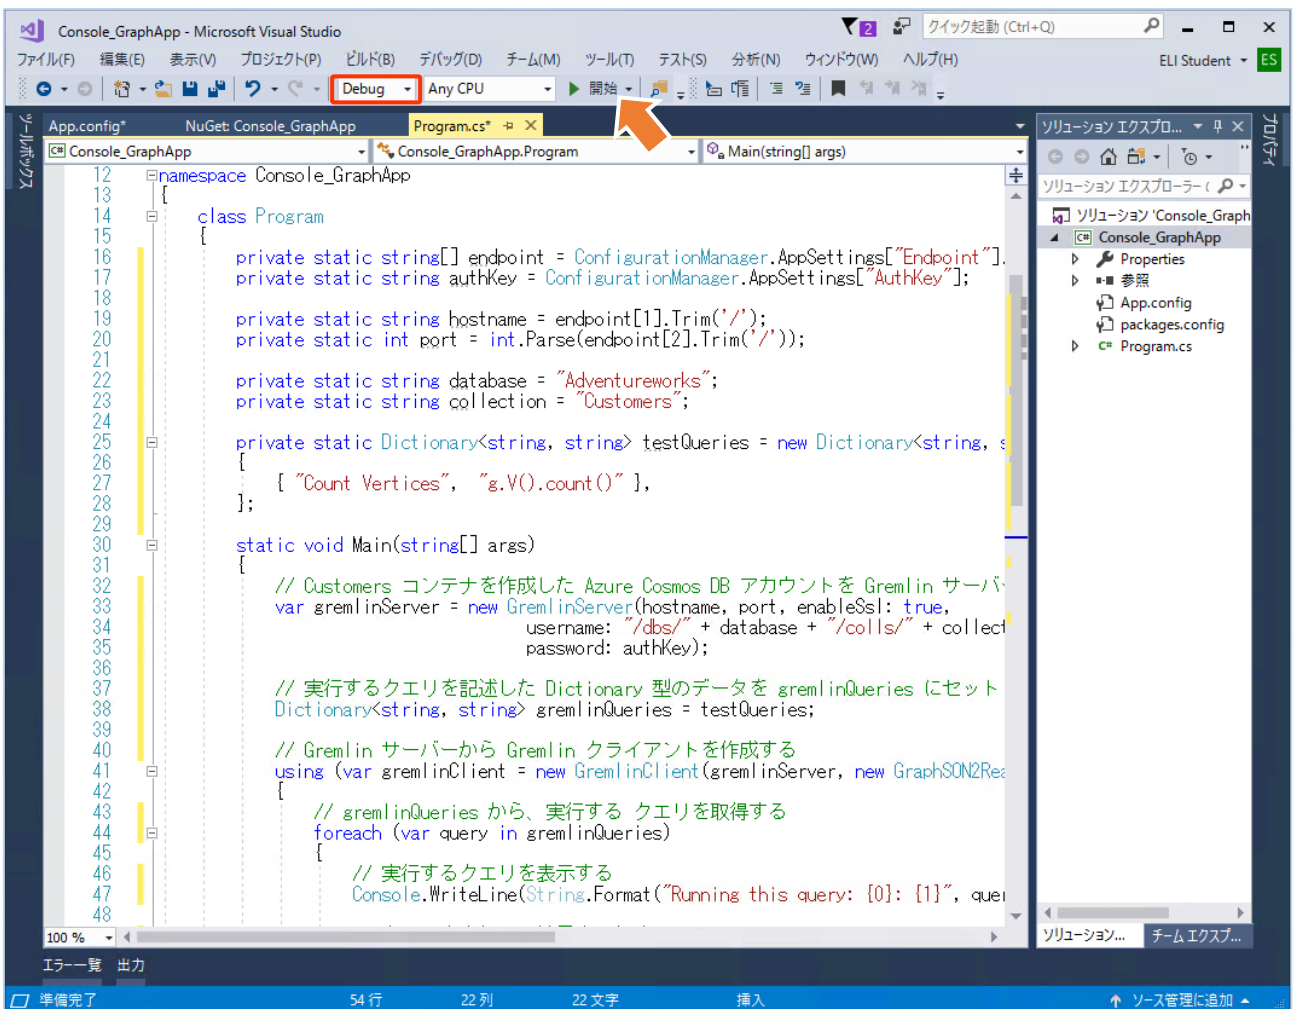 Console_GraphApp - Microsoft Visual Studio
2
クイック起動 (Ctrl+Q)
ファイル(F) 編集(E) 表示(V) プロジェクト(P) ビルド(B) デバッグ(D) チーム(M) ツール(T) テスト(S) 分析(N) ウィンドウ(W) ヘルプ(H)
ELI Student ES
Debug Any CPU 開始
ツールボックス
App.config* NuGet: Console_GraphApp Program.cs*
Console_GraphApp Console_GraphApp.Program Main(string[] args)
12 namespace Console_GraphApp
13 {
14 class Program
15 {
16 private static string[] endpoint = ConfigurationManager.AppSettings["Endpoint"].
17 private static string authKey = ConfigurationManager.AppSettings["AuthKey"];
18
19 private static string hostname = endpoint[1].Trim('/');
20 private static int port = int.Parse(endpoint[2].Trim('/'));
21
22 private static string database = "Adventureworks";
23 private static string collection = "Customers";
24
25 private static Dictionary<string, string> testQueries = new Dictionary<string, s
26 {
27 { "Count Vertices", "g.V().count()" },
28 };
29
30 static void Main(string[] args)
31 {
32 // Customers コンテナを作成した Azure Cosmos DB アカウントを Gremlin サーバ
33 var gremlinServer = new GremlinServer(hostname, port, enableSsl: true,
34 username: "/dbs/" + database + "/colls/" + collect
35 password: authKey);
36
37 // 実行するクエリを記述した Dictionary 型のデータを gremlinQueries にセット
38 Dictionary<string, string> gremlinQueries = testQueries;
39
40 // Gremlin サーバーから Gremlin クライアントを作成する
41 using (var gremlinClient = new GremlinClient(gremlinServer, new GraphSON2Rea
42 {
43 // gremlinQueries から、実行する クエリを取得する
44 foreach (var query in gremlinQueries)
45 {
46 // 実行するクエリを表示する
47 Console.WriteLine(String.Format("Running this query: {0}: {1}", quer
48
100 %
ソリューション エクスプロ...
ソリューション エクスプローラー (
ソリューション 'Console_Graph
Console_GraphApp
Properties
参照
App.config
packages.config
Program.cs
ソリューション... チーム エクスプ...
プロパティ
エラー一覧 出力
準備完了 54 行 22 列 22 文字 挿入 ソース管理に追加